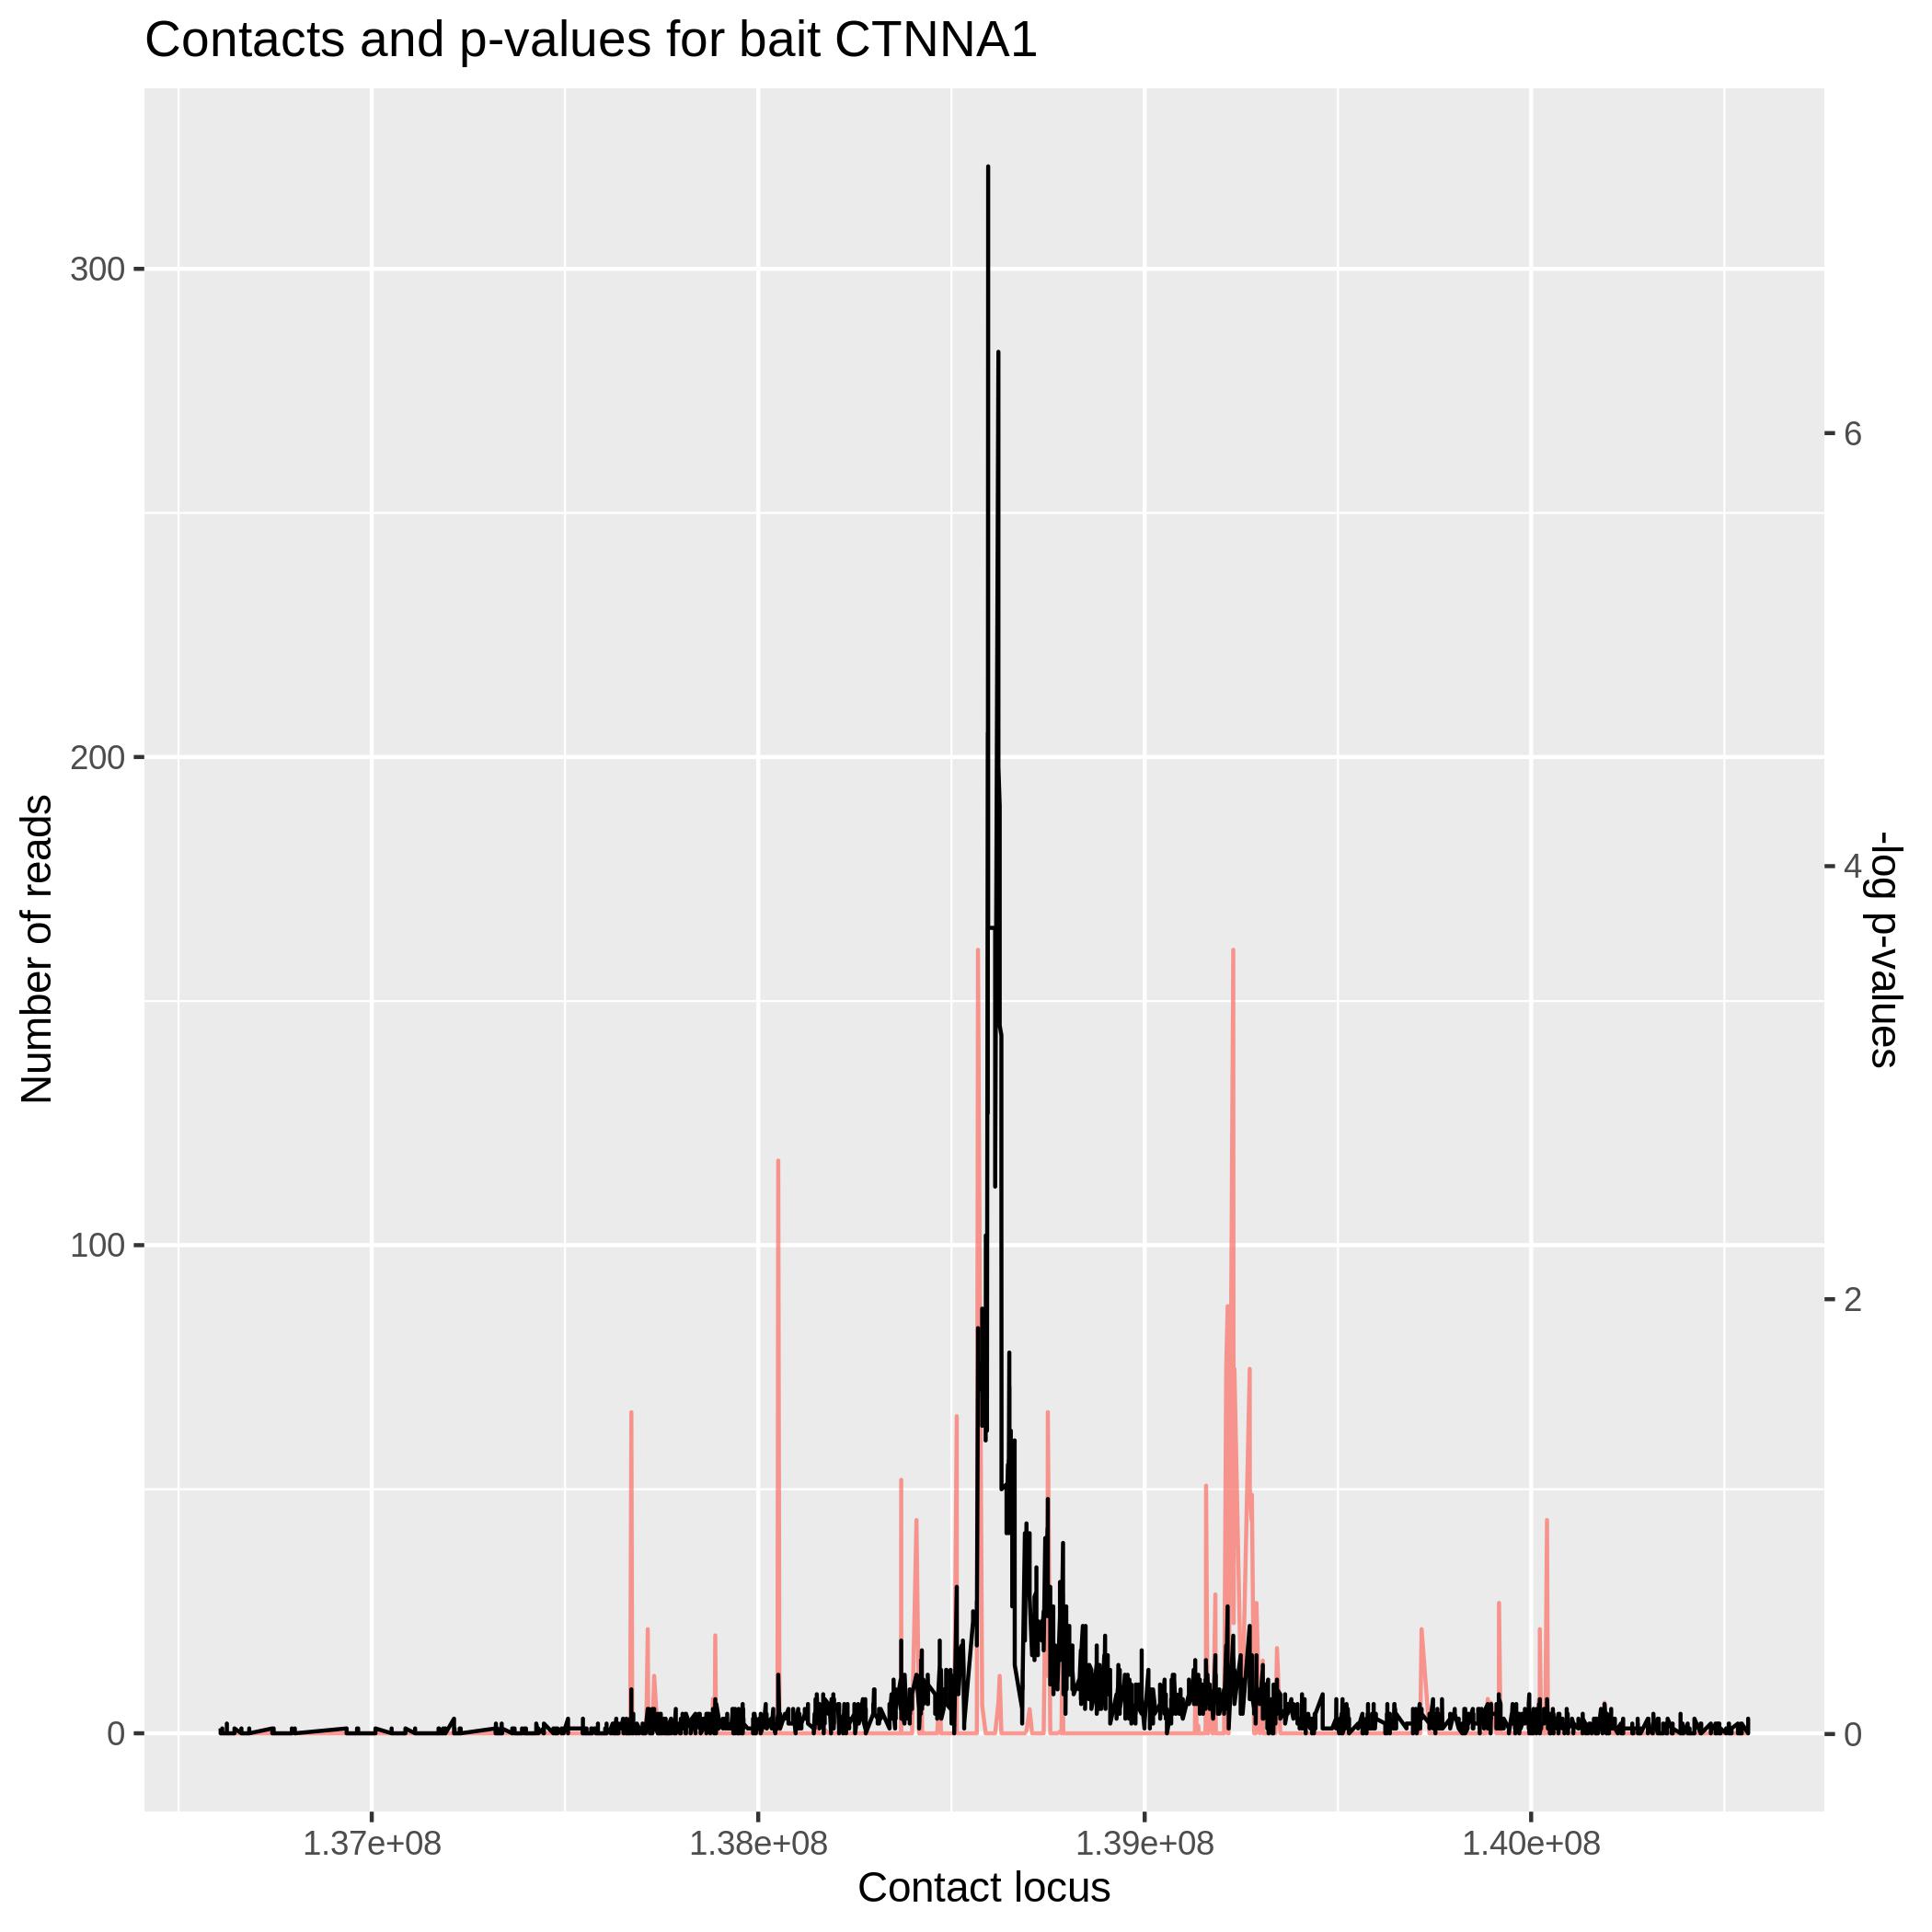 Contacts and p-values for bait CTNNA1
300
200
100
0
Number of reads
6
4
2
0
-log p-values
1.37e+08
1.38e+08
1.39e+08
1.40e+08
Contact locus